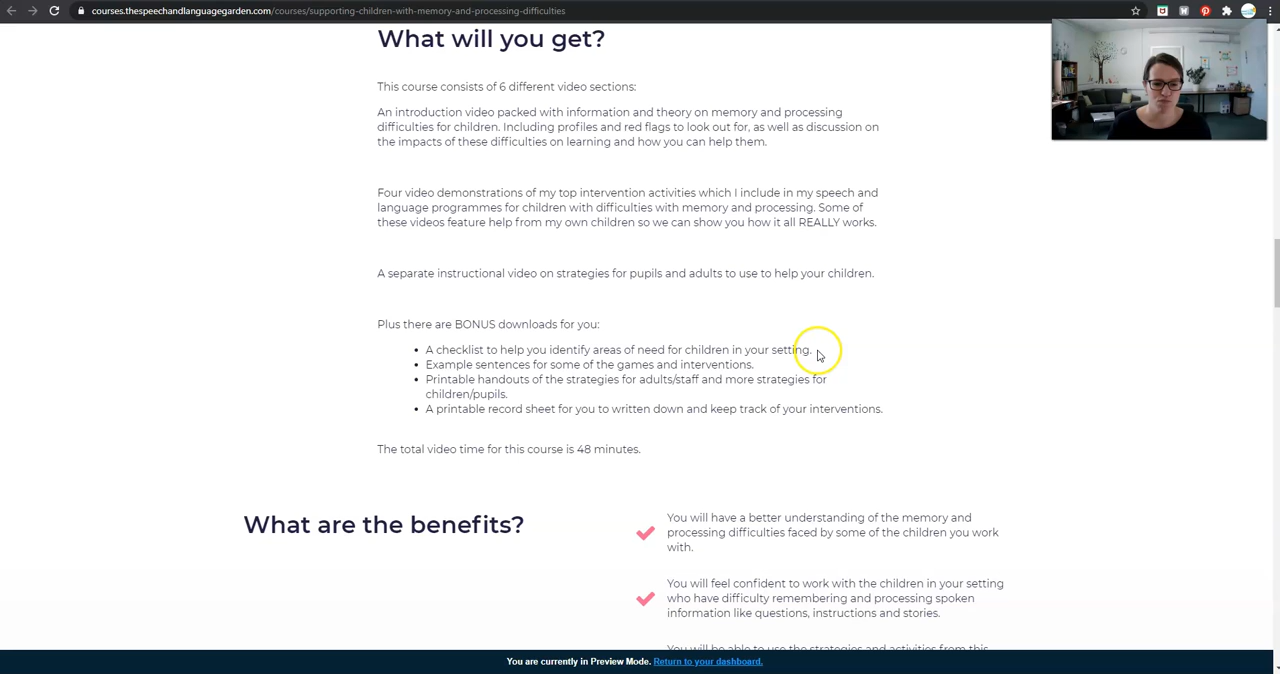 courses.thespeechandlanguagegarden.com/courses/supporting-children-with-memory-and-processing-difficulties
What will you get?
This course consists of 6 different video sections:
An introduction video packed with information and theory on memory and processing
difficulties for children. Including profiles and red flags to look out for, as well as discussion on
the impacts of these difficulties on learning and how you can help them.
Four video demonstrations of my top intervention activities which I include in my speech and
language programmes for children with difficulties with memory and processing. Some of
these videos feature help from my own children so we can show you how it all REALLY works.
A separate instructional video on strategies for pupils and adults to use to help your children.
Plus there are BONUS downloads for you:
A checklist to help you identify areas of need for children in your setting.
Example sentences for some of the games and interventions.
Printable handouts of the strategies for adults/staff and more strategies for
children/pupils.
A printable record sheet for you to written down and keep track of your interventions.
The total video time for this course is 48 minutes.
What are the benefits?
You will have a better understanding of the memory and
processing difficulties faced by some of the children you work
with.
You will feel confident to work with the children in your setting
who have difficulty remembering and processing spoken
information like questions, instructions and stories.
You will be able to use the strategies and activities from this
You are currently in Preview Mode. Return to your dashboard.